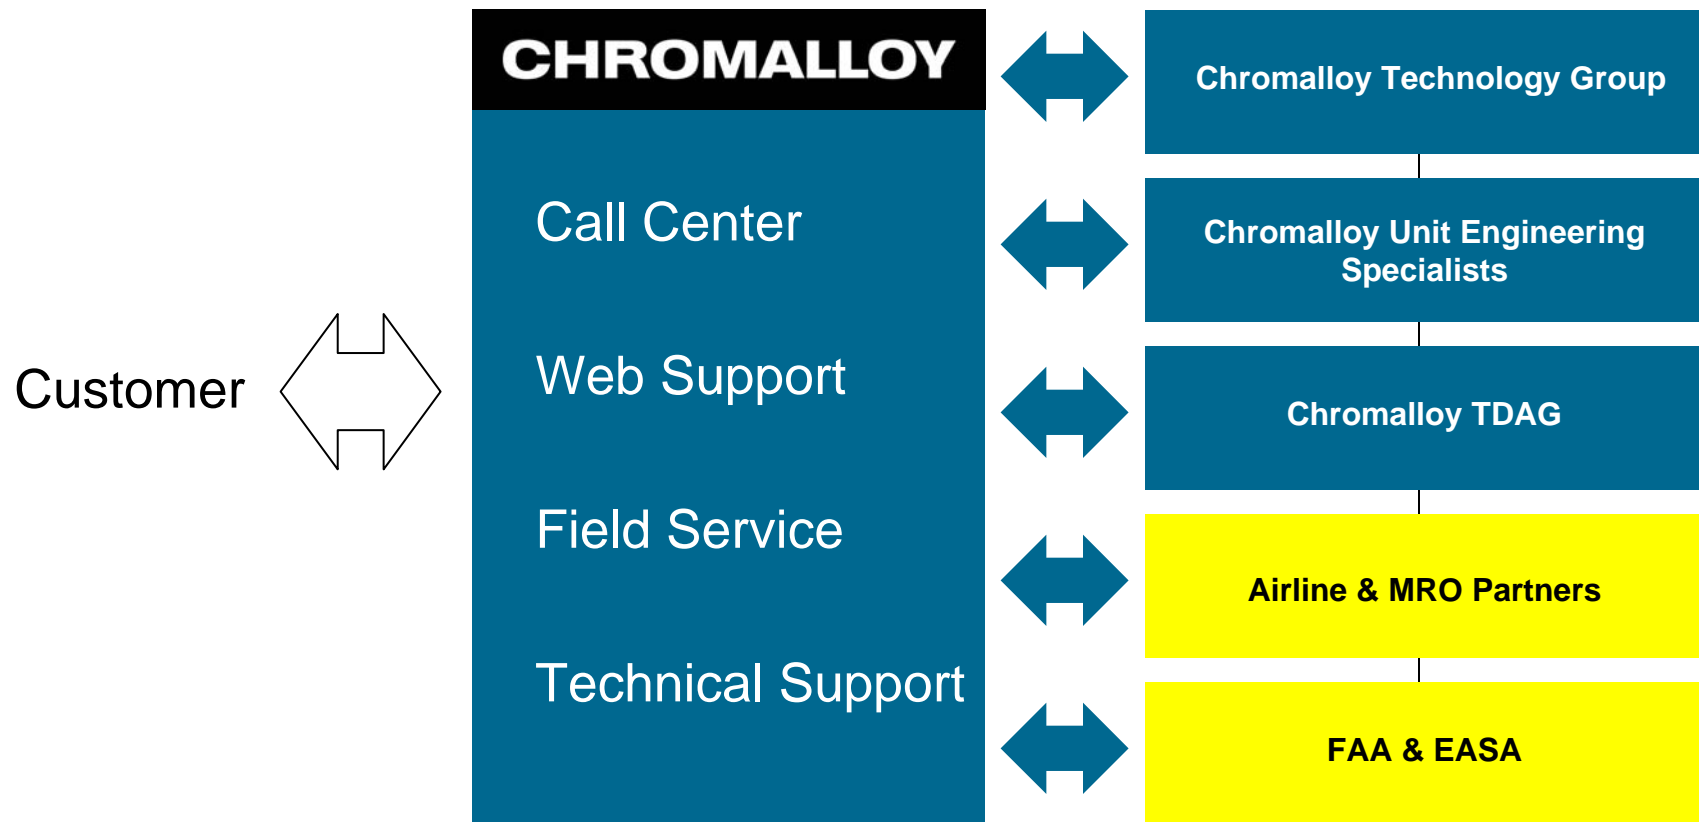 CHROMALLOY
Call Center
Web Support
Field Service
Technical Support
Customer
Chromalloy Technology Group
Chromalloy Unit Engineering
Specialists
Chromalloy TDAG
Airline & MRO Partners
FAA & EASA